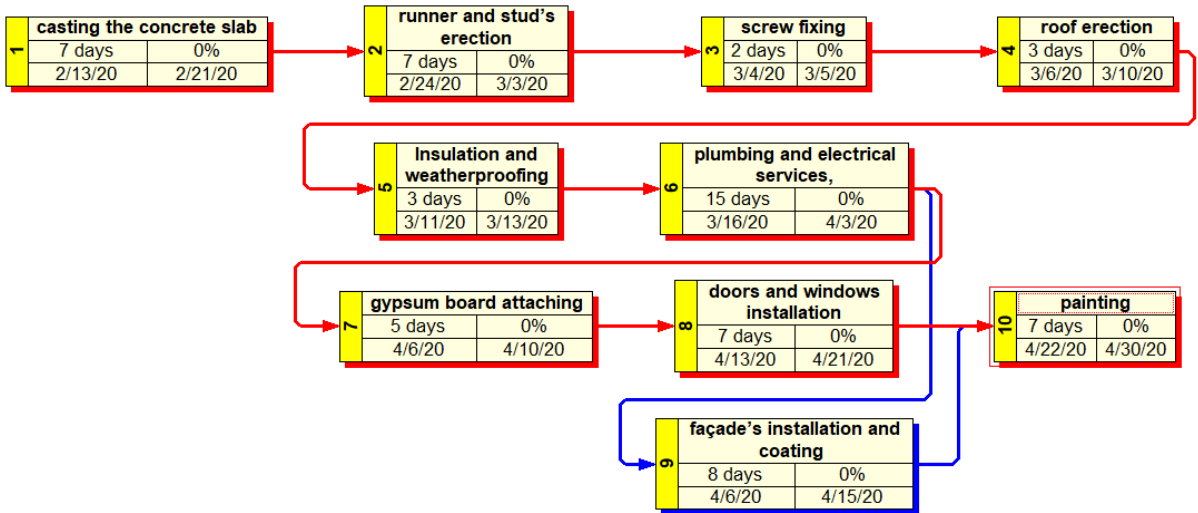 1
casting the concrete slab
7 days 0%
2/13/20 2/21/20
2
runner and stud's
erection
7 days 0%
2/24/20 3/3/20
3
screw fixing
2 days 0%
3/4/20 3/5/20
4
roof erection
3 days 0%
3/6/20 3/10/20
5
Insulation and
weatherproofing
3 days 0%
3/11/20 3/13/20
6
plumbing and electrical
services,
15 days 0%
3/16/20 4/3/20
7
gypsum board attaching
5 days 0%
4/6/20 4/10/20
8
doors and windows
installation
7 days 0%
4/13/20 4/21/20
10
painting
7 days 0%
4/22/20 4/30/20
9
façade's installation and
coating
8 days 0%
4/6/20 4/15/20